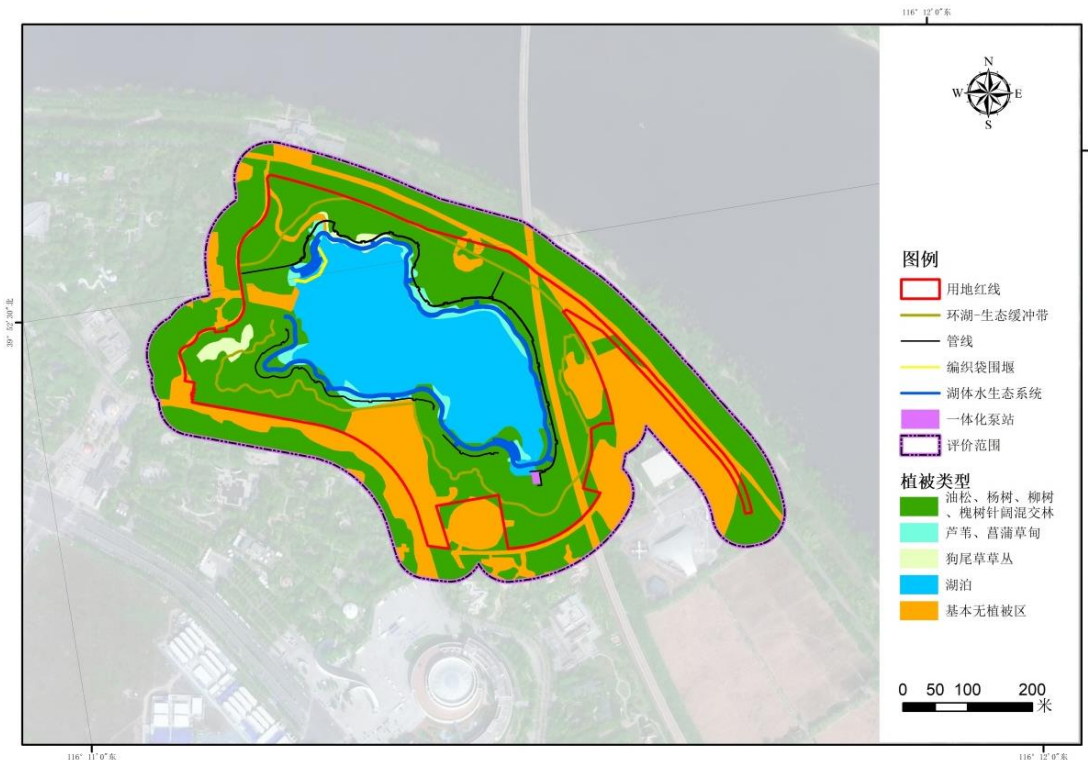 116° 12′0″东
N
W E
S
39° 52′30″北
图例
用地红线
环湖-生态缓冲带
管线
编织袋围堰
湖体水生态系统
一体化泵站
评价范围
植被类型
油松、杨树、柳树
、槐树针阔混交林
芦苇、菖蒲草甸
狗尾草草丛
湖泊
基本无植被区
0 50 100 200
米
116° 11′0″东
116° 12′0″东